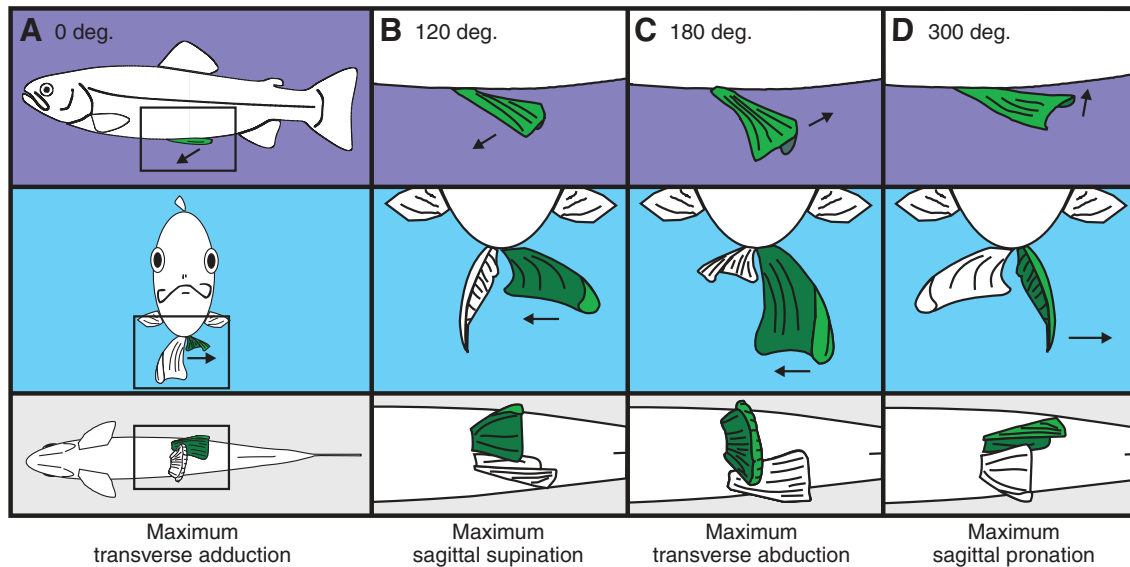 A 0 deg.
B 120 deg.
C 180 deg.
D 300 deg.
Maximum
transverse adduction
Maximum
sagittal supination
Maximum
transverse abduction
Maximum
sagittal pronation